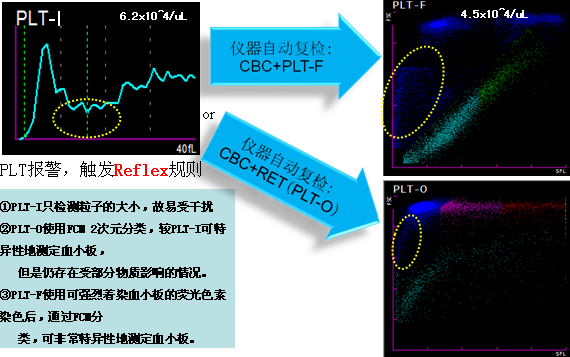 PLT-I
6.2x10^4/uL
40fL
PLT报警，触发Reflex规则
仪器自动复检：
CBC+PLT-F
or
仪器自动复检：
CBC+RET(PLT-O)
PLT-F
4.5x10^4/uL
FSC
SFL
PLT-O
FSC
SFL
①PLT-I只检测粒子的大小，故易受干扰
②PLT-O使用FCM 2次元分类，较PLT-I可特
异性地测定血小板，
但是仍存在受部分物质影响的情况。
③PLT-F使用可强烈着染血小板的荧光色素
染色后，通过FCM分
类，可非常特异性地测定血小板。